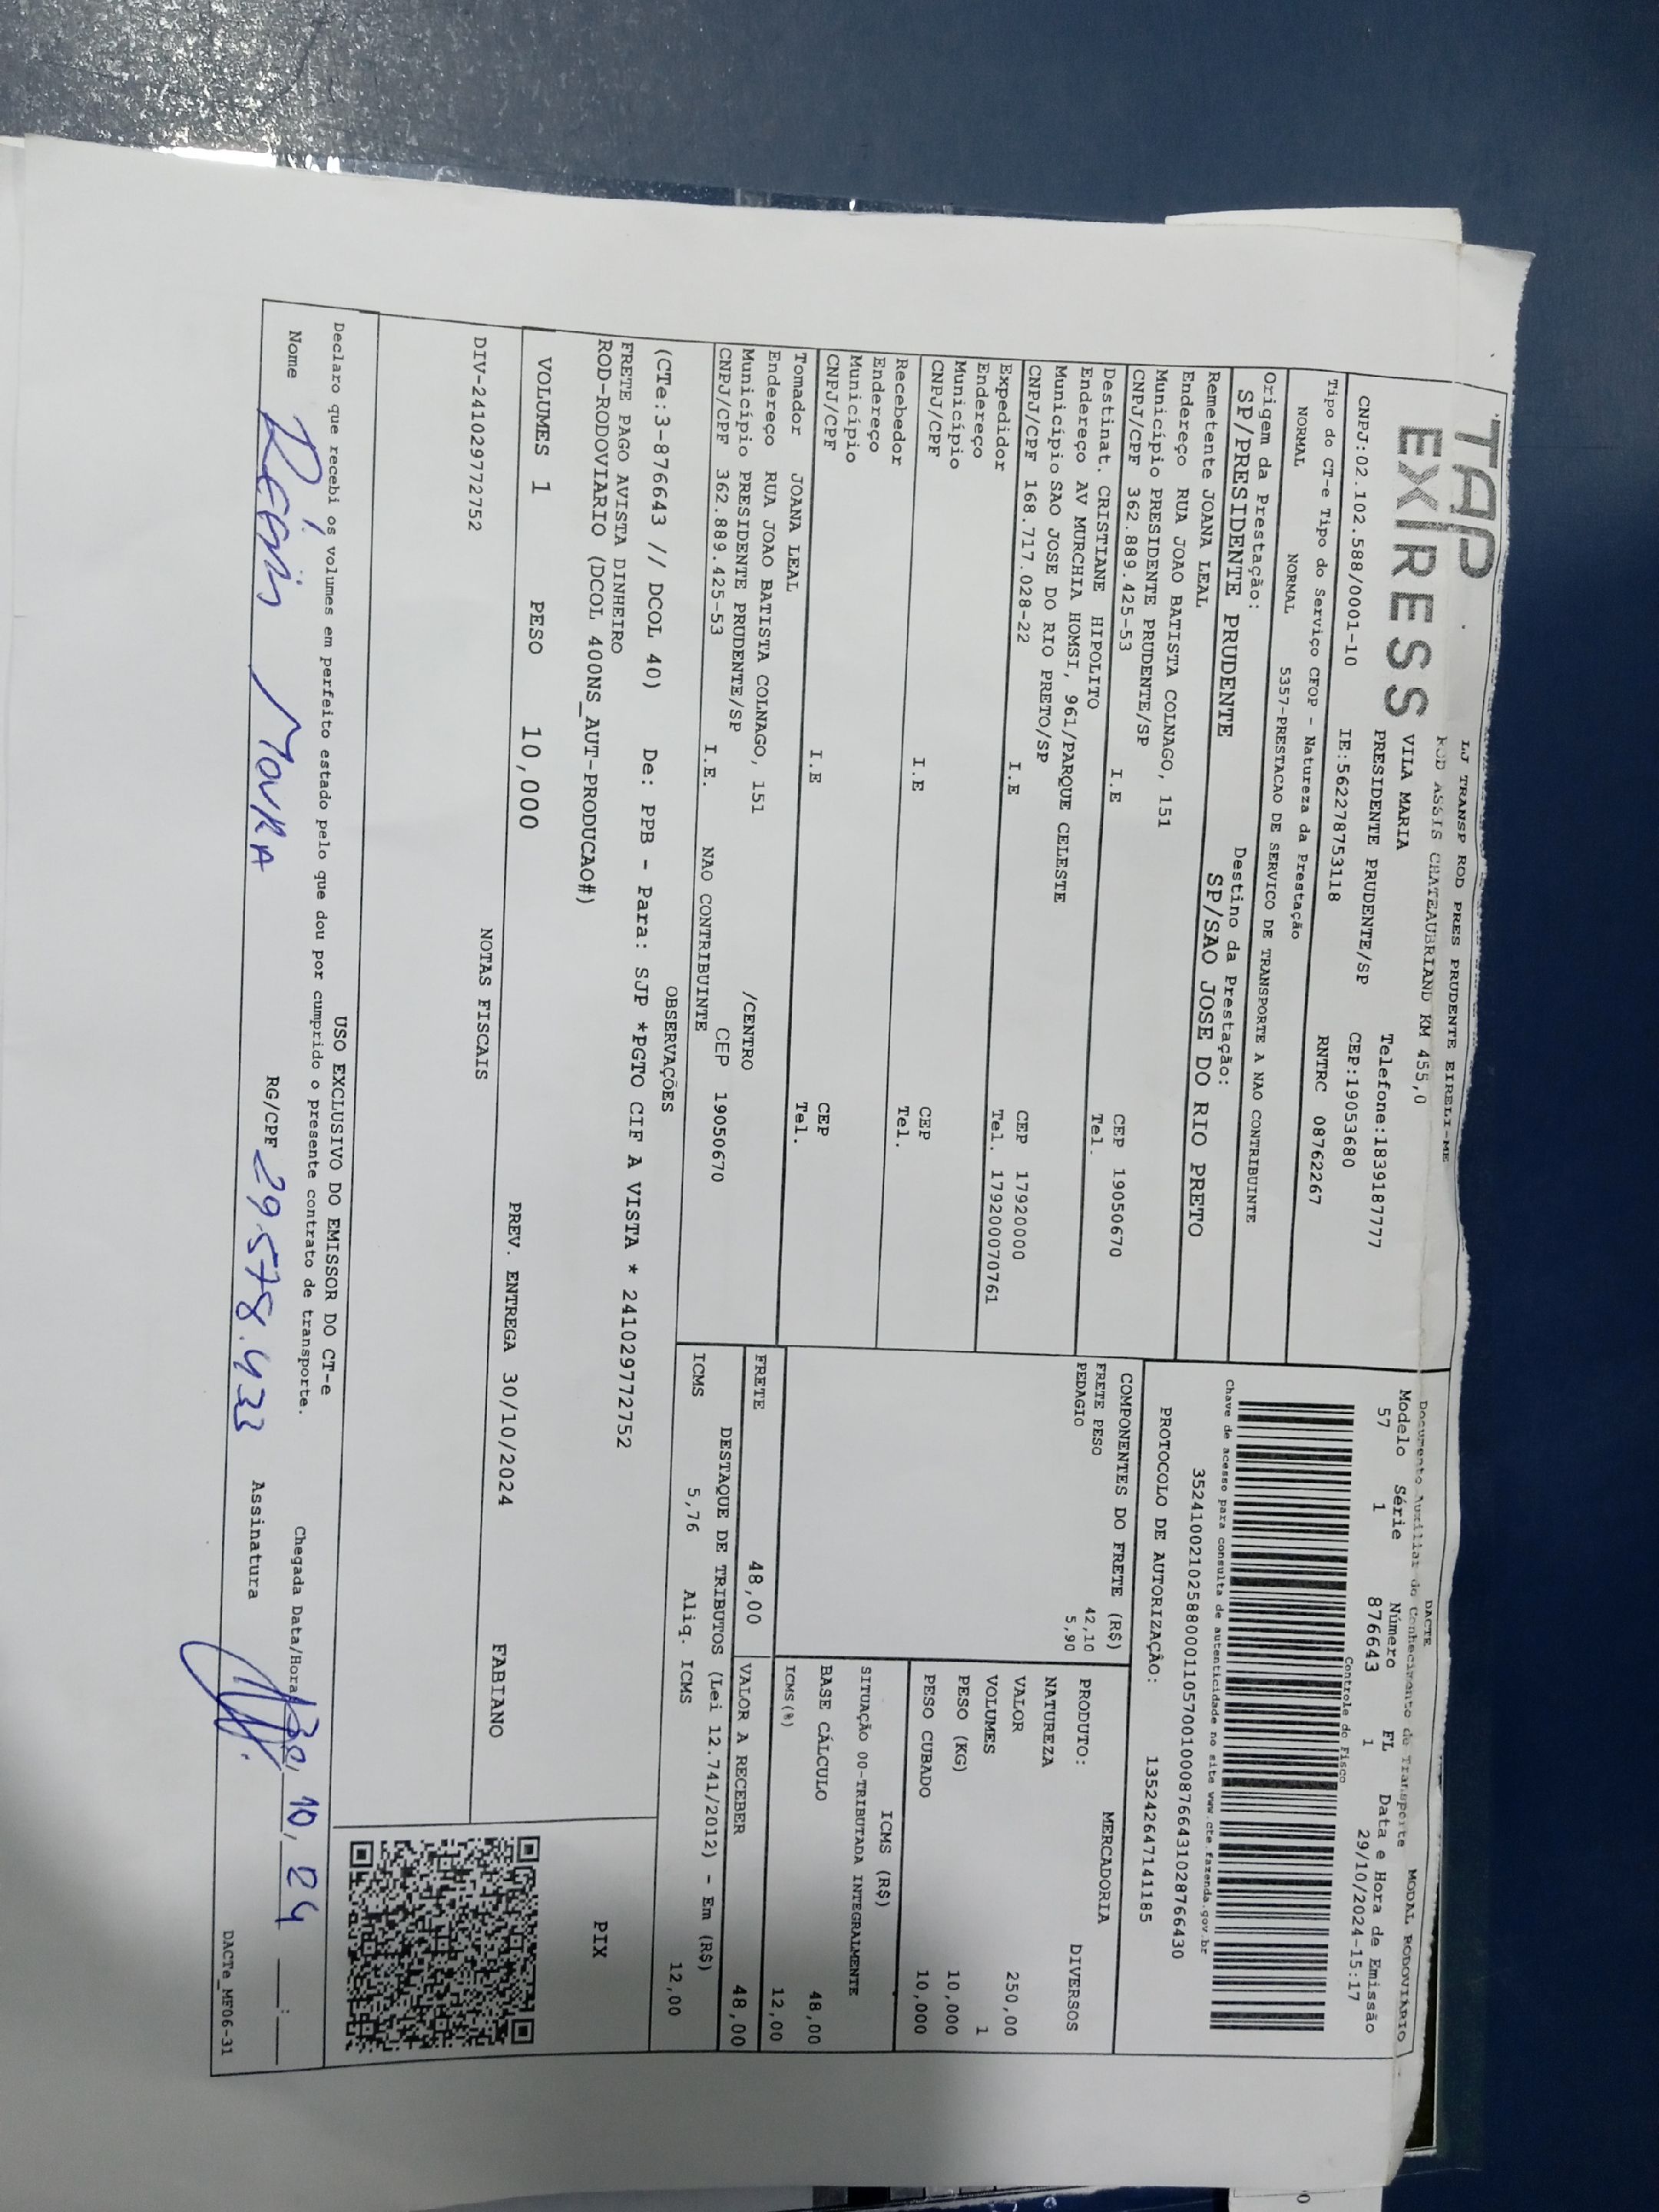 TAP EXPRESS
LJ TRANSP ROD PRES PRUDENTE EIRELI-ME
ROD ASSIS CHATEAUBRIAND KM 455,0
VILA MARIA
PRESIDENTE PRUDENTE/SP Telefone:1839187777
CNPJ:02.102.588/0001-10 IE:562278753118 CEP:19053680
RNTRC 08762267
Tipo do CT-e Tipo do Serviço CFOP - Natureza da Prestação
NORMAL NORMAL 5357-PRESTACAO DE SERVICO DE TRANSPORTE A NAO CONTRIBUINTE
Origem da Prestação: Destino da Prestação:
SP/PRESIDENTE PRUDENTE SP/SAO JOSE DO RIO PRETO
Remetente JOANA LEAL
Endereço RUA JOAO BATISTA COLNAGO, 151
Município PRESIDENTE PRUDENTE/SP CEP 19050670
CNPJ/CPF 362.889.425-53 I.E Tel.
Destinat. CRISTIANE HIPOLITO
Endereço AV MURCHIA HOMSI, 961/PARQUE CELESTE
Município SAO JOSE DO RIO PRETO/SP CEP 17920000
CNPJ/CPF 168.717.028-22 I.E Tel. 179200070761
Expedidor
Endereço
Município CEP
CNPJ/CPF I.E Tel.
Recebedor
Endereço
Município CEP
CNPJ/CPF I.E Tel.
Tomador JOANA LEAL
Endereço RUA JOAO BATISTA COLNAGO, 151 /CENTRO
Município PRESIDENTE PRUDENTE/SP CEP 19050670
CNPJ/CPF 362.889.425-53 I.E. NAO CONTRIBUINTE
DACTE
Documento Auxiliar do Conhecimento de Transporte MODAL RODOVIÁRIO
Modelo Série Número FL Data e Hora de Emissão
57 1 876643 1 29/10/2024-15:17
Controle do Fisco
Chave de acesso para consulta de autenticidade no site www.cte.fazenda.gov.br
35241002102588000110570010008766431028766430
PROTOCOLO DE AUTORIZAÇÃO: 135242647141185
COMPONENTES DO FRETE (R$)
FRETE PESO 42,10
PEDAGIO 5,90
MERCADORIA
PRODUTO: DIVERSOS
NATUREZA
VALOR 250,00
VOLUMES 1
PESO (KG) 10,000
PESO CUBADO 10,000
ICMS (R$)
SITUAÇÃO 00-TRIBUTADA INTEGRALMENTE
BASE CÁLCULO 48,00
ICMS(%) 12,00
FRETE 48,00 VALOR A RECEBER 48,00
DESTAQUE DE TRIBUTOS (Lei 12.741/2012) - Em (R$)
ICMS 5,76 Aliq. ICMS 12,00
OBSERVAÇÕES
(CTe:3-876643 // DCOL 40) De: PPB - Para: SJP *PGTO CIF A VISTA * 241029772752
FRETE PAGO AVISTA DINHEIRO
ROD-RODOVIARIO (DCOL 400NS_AUT-PRODUCAO#)
PIX
VOLUMES 1 PESO 10,000 PREV. ENTREGA 30/10/2024 FABIANO
NOTAS FISCAIS
DIV-241029772752
USO EXCLUSIVO DO EMISSOR DO CT-e
Declaro que recebi os volumes em perfeito estado pelo que dou por cumprido o presente contrato de transporte.
Chegada Data/Hora 30, 10, 24 :
Nome Régis Moura RG/CPF 29.578.433 Assinatura
DACTe_MF06-31